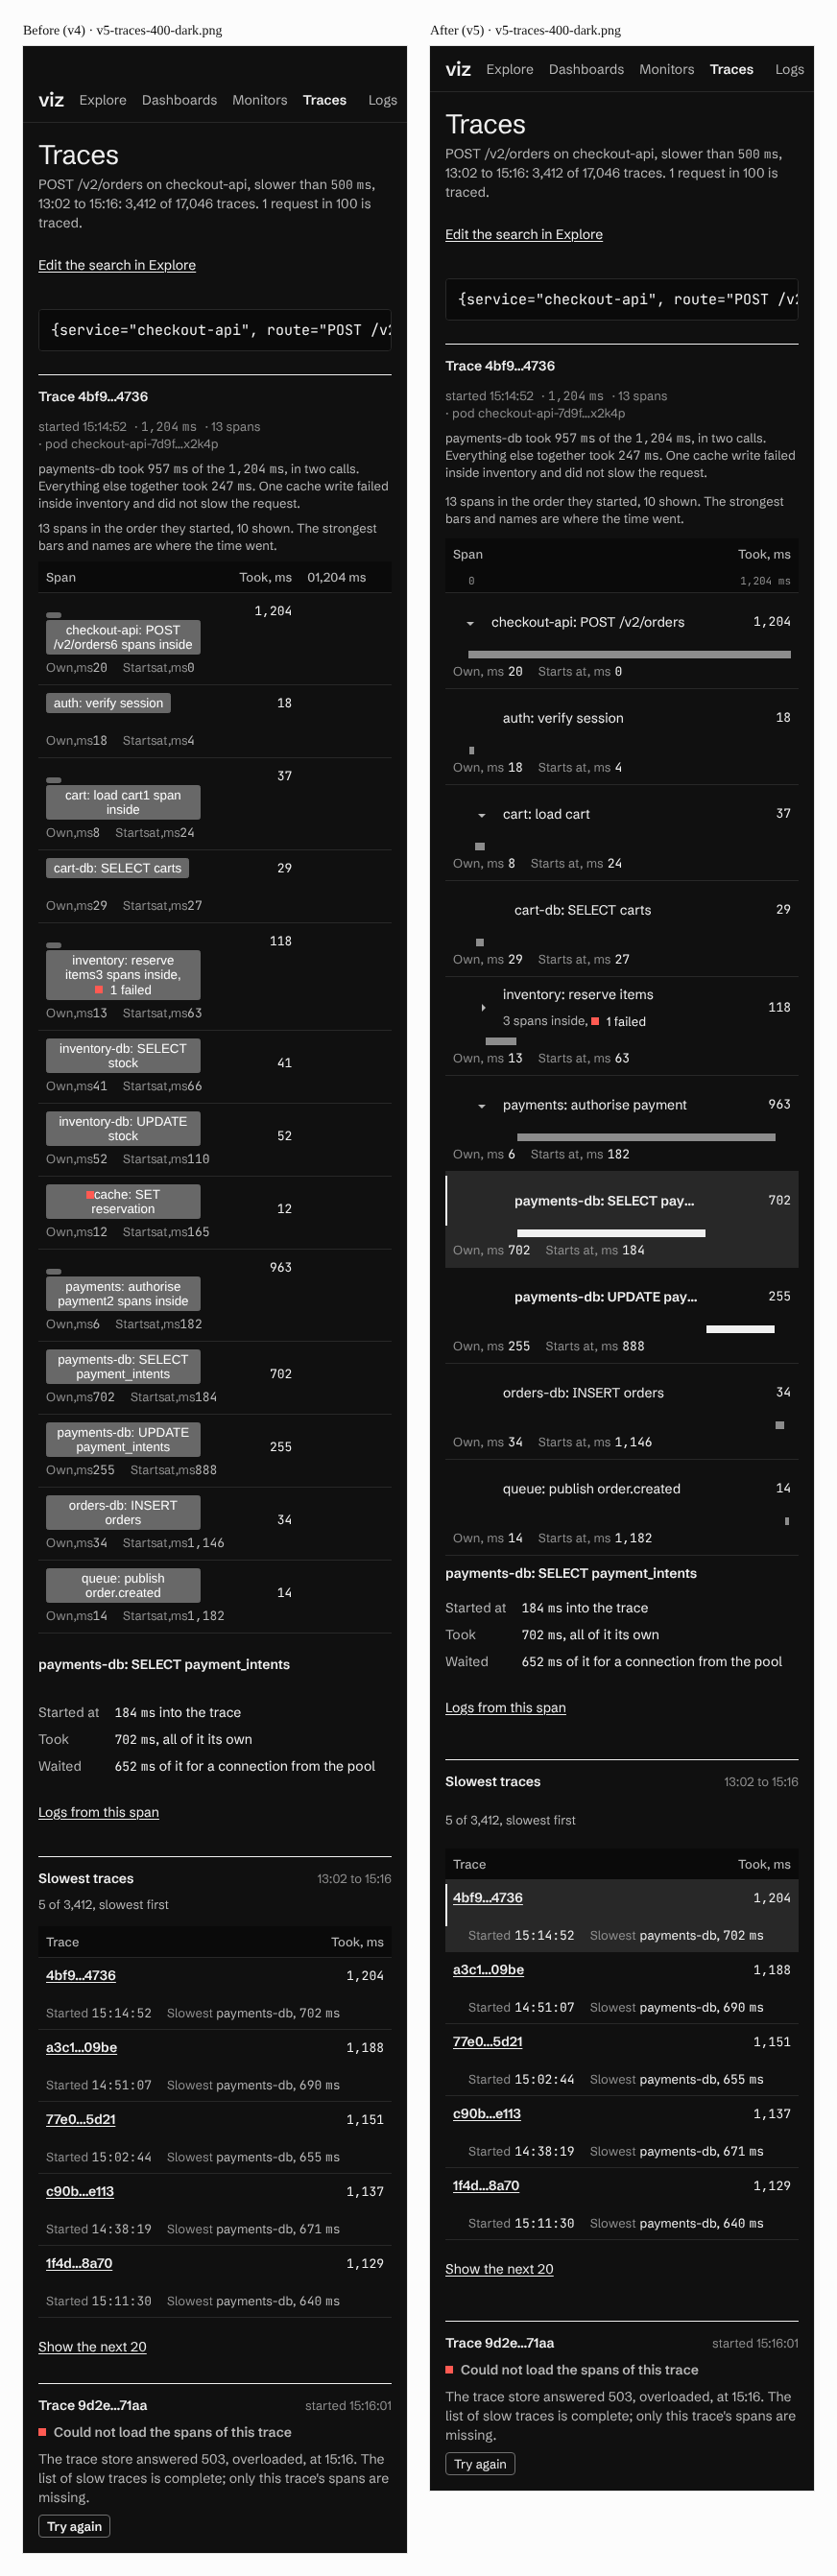 Before (v4) · v5-traces-400-dark.png
viz Explore Dashboards Monitors Traces Logs
Traces
POST /v2/orders on checkout-api, slower than 500 ms,
13:02 to 15:16: 3,412 of 17,046 traces. 1 request in 100 is
traced.
Edit the search in Explore
{service="checkout-api", route="POST /v2
Trace 4bf9…4736
started 15:14:52 · 1,204 ms · 13 spans
· pod checkout-api-7d9f…x2k4p
payments-db took 957 ms of the 1,204 ms, in two calls.
Everything else together took 247 ms. One cache write failed
inside inventory and did not slow the request.
13 spans in the order they started, 10 shown. The strongest
bars and names are where the time went.
Span Took, ms 01,204 ms
1,204
checkout-api: POST
/v2/orders6 spans inside
Own,ms20 Startsat,ms0
auth: verify session 18
Own,ms18 Startsat,ms4
37
cart: load cart1 span
inside
Own,ms8 Startsat,ms24
cart-db: SELECT carts 29
Own,ms29 Startsat,ms27
118
inventory: reserve
items3 spans inside,
1 failed
Own,ms13 Startsat,ms63
inventory-db: SELECT
stock 41
Own,ms41 Startsat,ms66
inventory-db: UPDATE
stock 52
Own,ms52 Startsat,ms110
cache: SET
reservation 12
Own,ms12 Startsat,ms165
963
payments: authorise
payment2 spans inside
Own,ms6 Startsat,ms182
payments-db: SELECT
payment_intents 702
Own,ms702 Startsat,ms184
payments-db: UPDATE
payment_intents 255
Own,ms255 Startsat,ms888
orders-db: INSERT
orders 34
Own,ms34 Startsat,ms1,146
queue: publish
order.created 14
Own,ms14 Startsat,ms1,182
payments-db: SELECT payment_intents
Started at 184 ms into the trace
Took 702 ms, all of it its own
Waited 652 ms of it for a connection from the pool
Logs from this span
Slowest traces 13:02 to 15:16
5 of 3,412, slowest first
Trace Took, ms
4bf9…4736 1,204
Started 15:14:52 Slowest payments-db, 702 ms
a3c1…09be 1,188
Started 14:51:07 Slowest payments-db, 690 ms
77e0…5d21 1,151
Started 15:02:44 Slowest payments-db, 655 ms
c90b…e113 1,137
Started 14:38:19 Slowest payments-db, 671 ms
1f4d…8a70 1,129
Started 15:11:30 Slowest payments-db, 640 ms
Show the next 20
Trace 9d2e…71aa started 15:16:01
Could not load the spans of this trace
The trace store answered 503, overloaded, at 15:16. The
list of slow traces is complete; only this trace's spans are
missing.
Try again
After (v5) · v5-traces-400-dark.png
viz Explore Dashboards Monitors Traces Logs
Traces
POST /v2/orders on checkout-api, slower than 500 ms,
13:02 to 15:16: 3,412 of 17,046 traces. 1 request in 100 is
traced.
Edit the search in Explore
{service="checkout-api", route="POST /v2
Trace 4bf9…4736
started 15:14:52 · 1,204 ms · 13 spans
· pod checkout-api-7d9f…x2k4p
payments-db took 957 ms of the 1,204 ms, in two calls.
Everything else together took 247 ms. One cache write failed
inside inventory and did not slow the request.
13 spans in the order they started, 10 shown. The strongest
bars and names are where the time went.
Span Took, ms
0 1,204 ms
checkout-api: POST /v2/orders 1,204
Own, ms 20 Starts at, ms 0
auth: verify session 18
Own, ms 18 Starts at, ms 4
cart: load cart 37
Own, ms 8 Starts at, ms 24
cart-db: SELECT carts 29
Own, ms 29 Starts at, ms 27
inventory: reserve items
3 spans inside, 1 failed 118
Own, ms 13 Starts at, ms 63
payments: authorise payment 963
Own, ms 6 Starts at, ms 182
payments-db: SELECT pay… 702
Own, ms 702 Starts at, ms 184
payments-db: UPDATE pay… 255
Own, ms 255 Starts at, ms 888
orders-db: INSERT orders 34
Own, ms 34 Starts at, ms 1,146
queue: publish order.created 14
Own, ms 14 Starts at, ms 1,182
payments-db: SELECT payment_intents
Started at 184 ms into the trace
Took 702 ms, all of it its own
Waited 652 ms of it for a connection from the pool
Logs from this span
Slowest traces 13:02 to 15:16
5 of 3,412, slowest first
Trace Took, ms
4bf9…4736 1,204
Started 15:14:52 Slowest payments-db, 702 ms
a3c1…09be 1,188
Started 14:51:07 Slowest payments-db, 690 ms
77e0…5d21 1,151
Started 15:02:44 Slowest payments-db, 655 ms
c90b…e113 1,137
Started 14:38:19 Slowest payments-db, 671 ms
1f4d…8a70 1,129
Started 15:11:30 Slowest payments-db, 640 ms
Show the next 20
Trace 9d2e…71aa started 15:16:01
Could not load the spans of this trace
The trace store answered 503, overloaded, at 15:16. The
list of slow traces is complete; only this trace's spans are
missing.
Try again